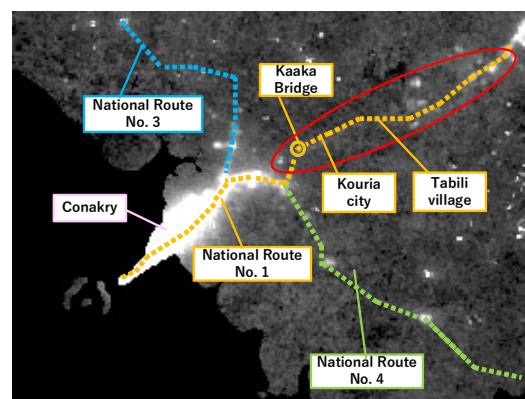 Kaaka
Bridge
National Route
No. 3
Kouria
city
Tabili
village
Conakry
National Route
No. 1
National Route
No. 4